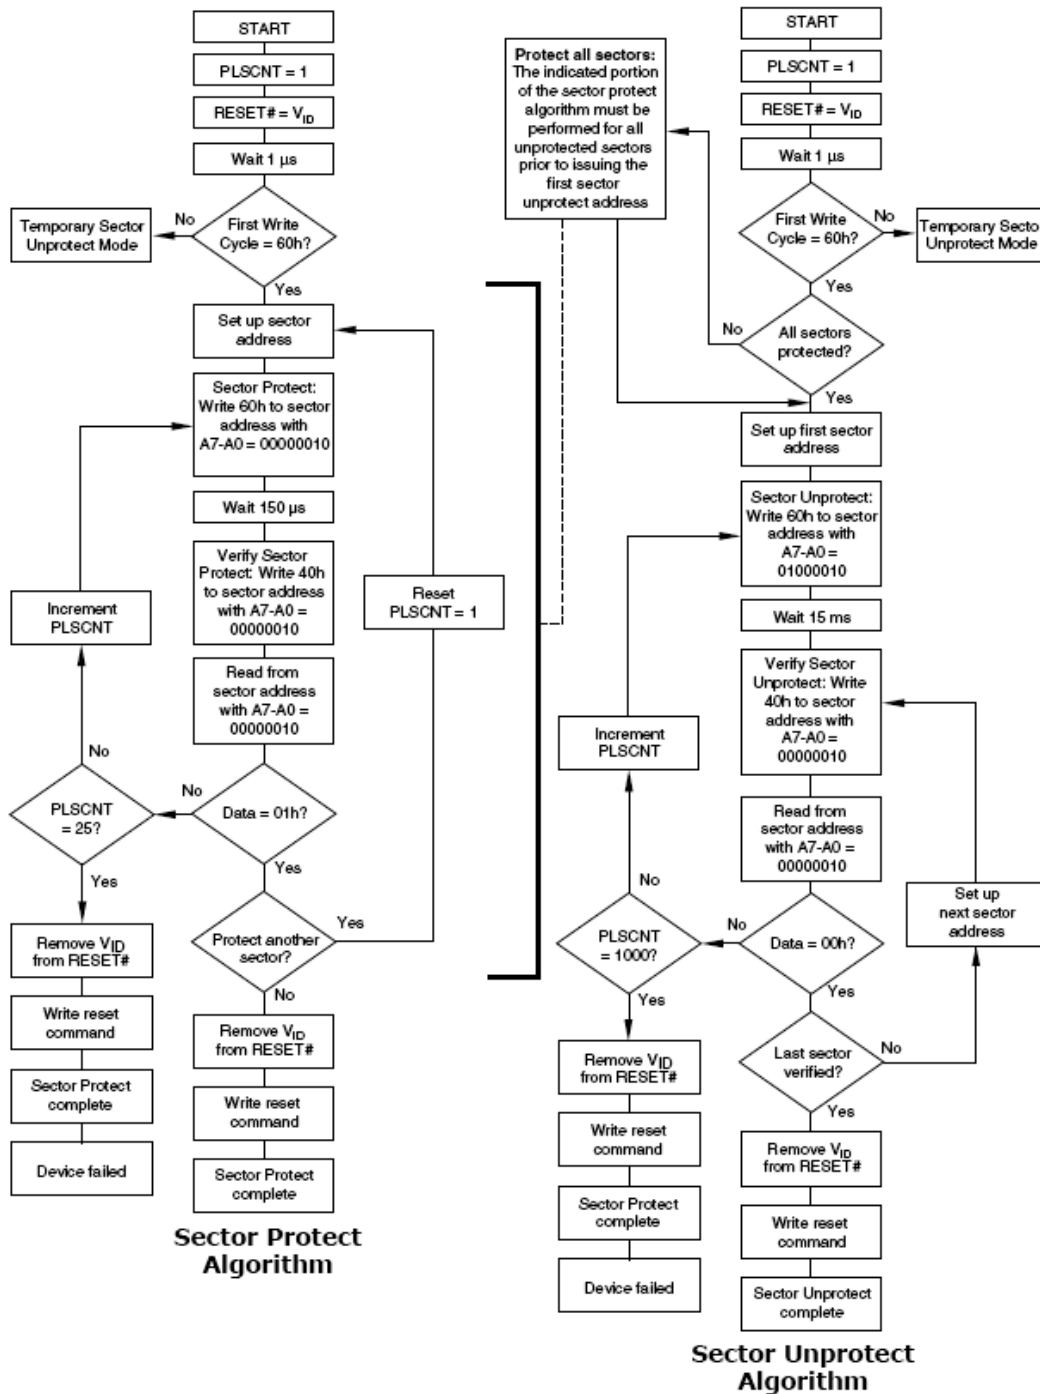 START
PLSCNT = 1
RESET# = VID
Wait 1 µs
First Write
Cycle = 60h?
No
Temporary Sector
Unprotect Mode
Yes
Set up sector
address
Sector Protect:
Write 60h to sector
address with
A7-A0 = 00000010
Wait 150 µs
Verify Sector
Protect: Write 40h
to sector address
with A7-A0 =
00000010
Read from
sector address
with A7-A0 =
00000010
Data = 01h?
No
PLSCNT
= 25?
No
Increment
PLSCNT
Yes
Remove VID
from RESET#
Write reset
command
Sector Protect
complete
Device failed
Yes
Protect another
sector?
Yes
Reset
PLSCNT = 1
No
Remove VID
from RESET#
Write reset
command
Sector Protect
complete
Sector Protect
Algorithm
Protect all sectors:
The indicated portion
of the sector protect
algorithm must be
performed for all
unprotected sectors
prior to issuing the
first sector
unprotect address
START
PLSCNT = 1
RESET# = VID
Wait 1 µs
First Write
Cycle = 60h?
No
Temporary Sector
Unprotect Mode
Yes
All sectors
protected?
No
Yes
Set up first sector
address
Sector Unprotect:
Write 60h to sector
address with
A7-A0 =
01000010
Wait 15 ms
Verify Sector
Unprotect: Write
40h to sector
address with
A7-A0 =
00000010
Read from
sector address
with A7-A0 =
00000010
Data = 00h?
No
PLSCNT
= 1000?
No
Increment
PLSCNT
Yes
Remove VID
from RESET#
Write reset
command
Sector Protect
complete
Device failed
Yes
Last sector
verified?
No
Set up
next sector
address
Yes
Remove VID
from RESET#
Write reset
command
Sector Unprotect
complete
Sector Unprotect
Algorithm